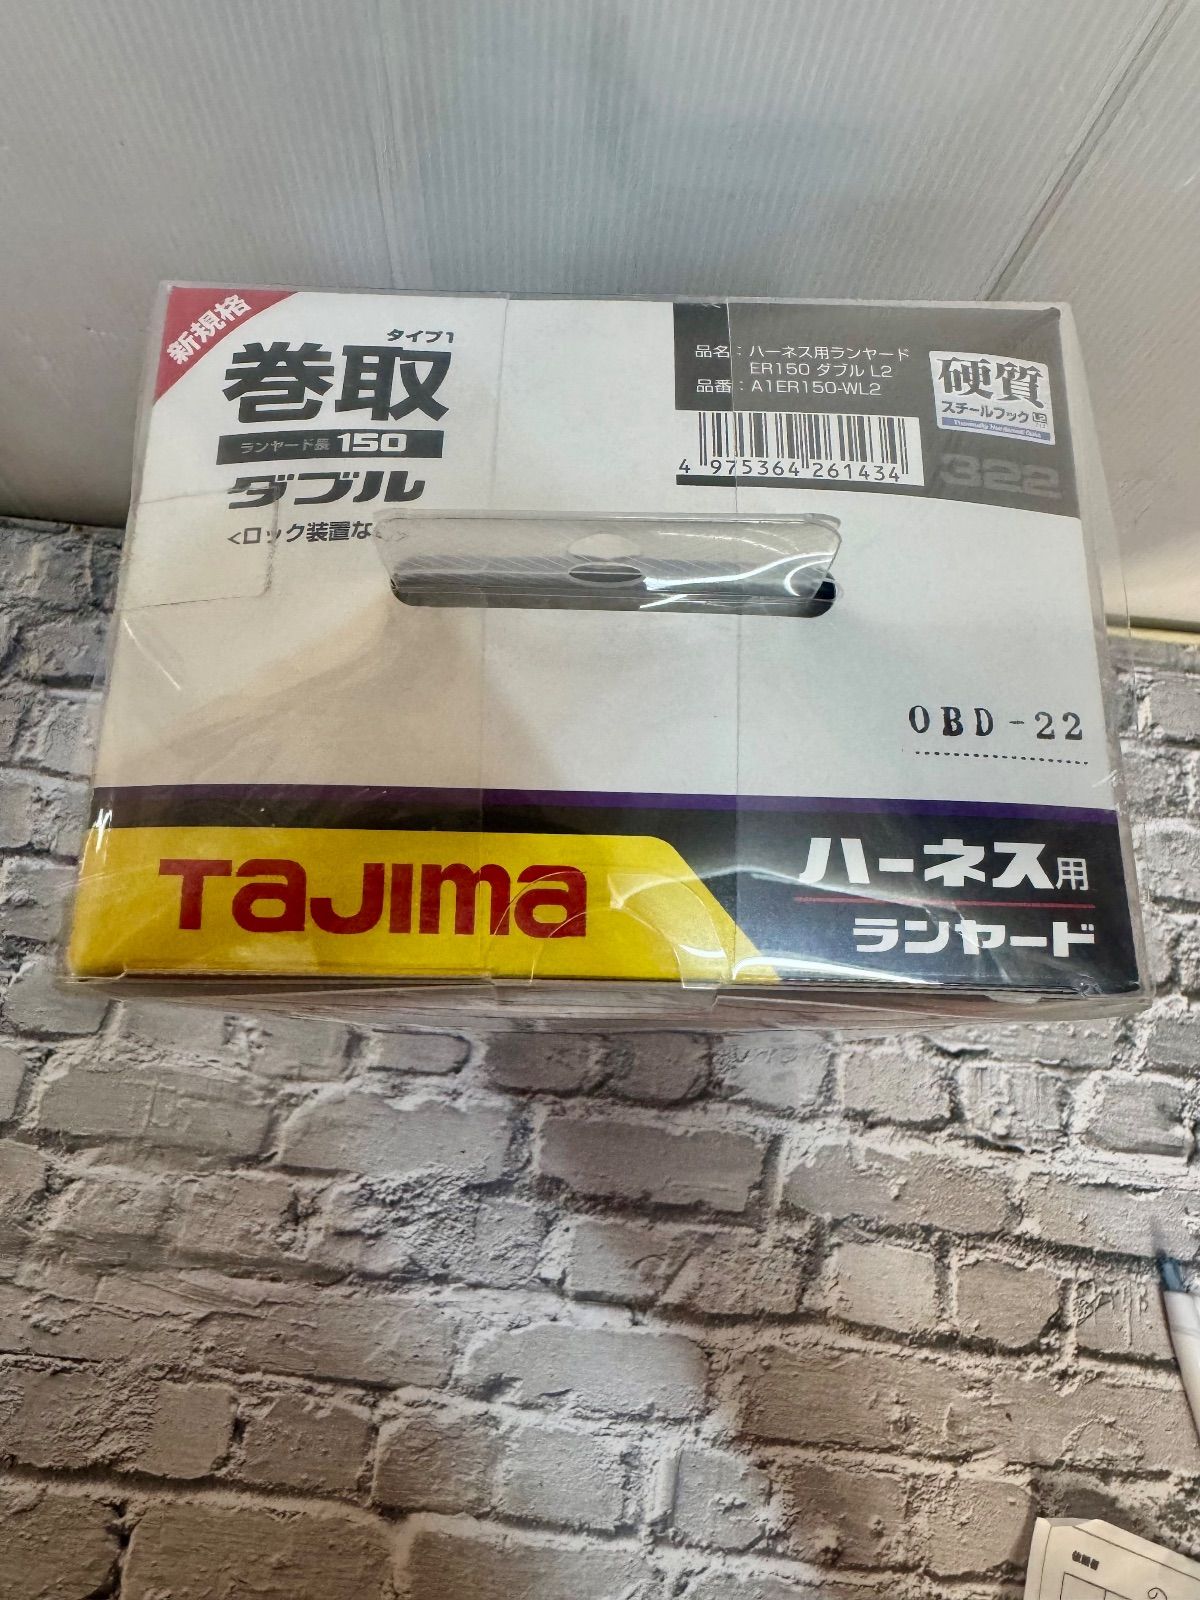 新規格
タイプ1
巻取
ランヤード長 150
ダブル
<ロック装置な
品名：ハーネス用ランヤード
ER150 ダブル L2
品番：A1ER150-WL2
4 975364 261434
硬質
スチールフック L2
322
OBD-22
TaJIma
ハーネス用
ランヤード